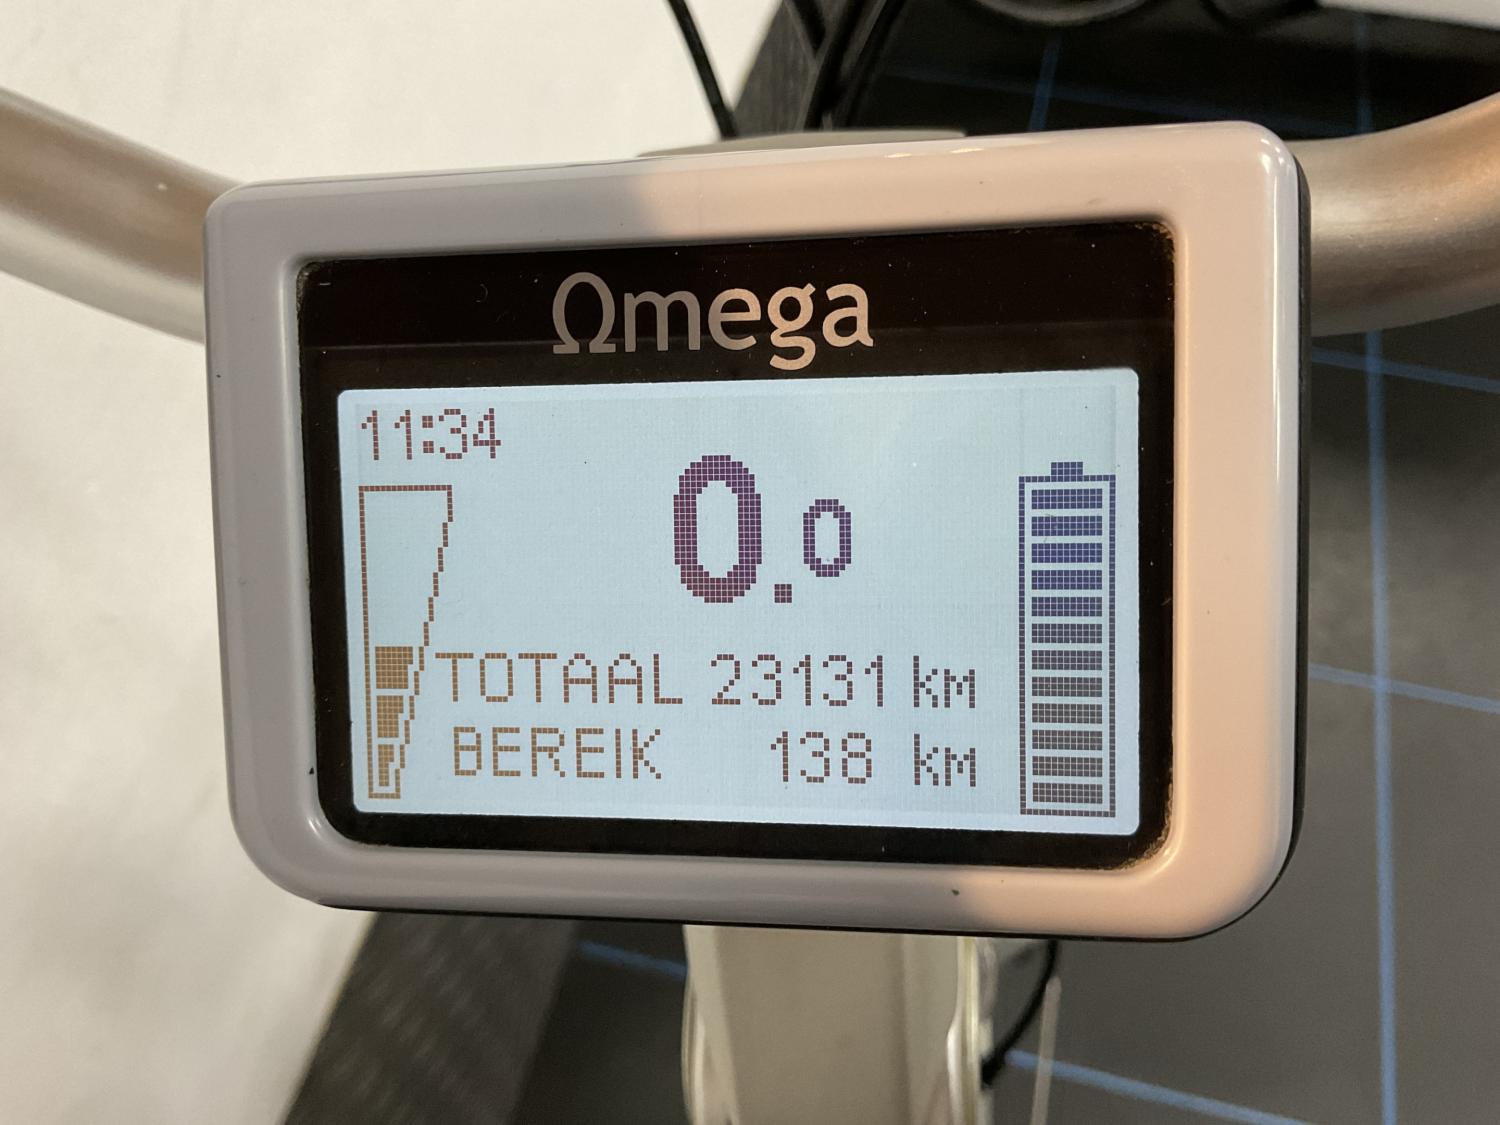 Ωmega
11:34
0.0
TOTAAL 23131 km
BEREIK 138 km